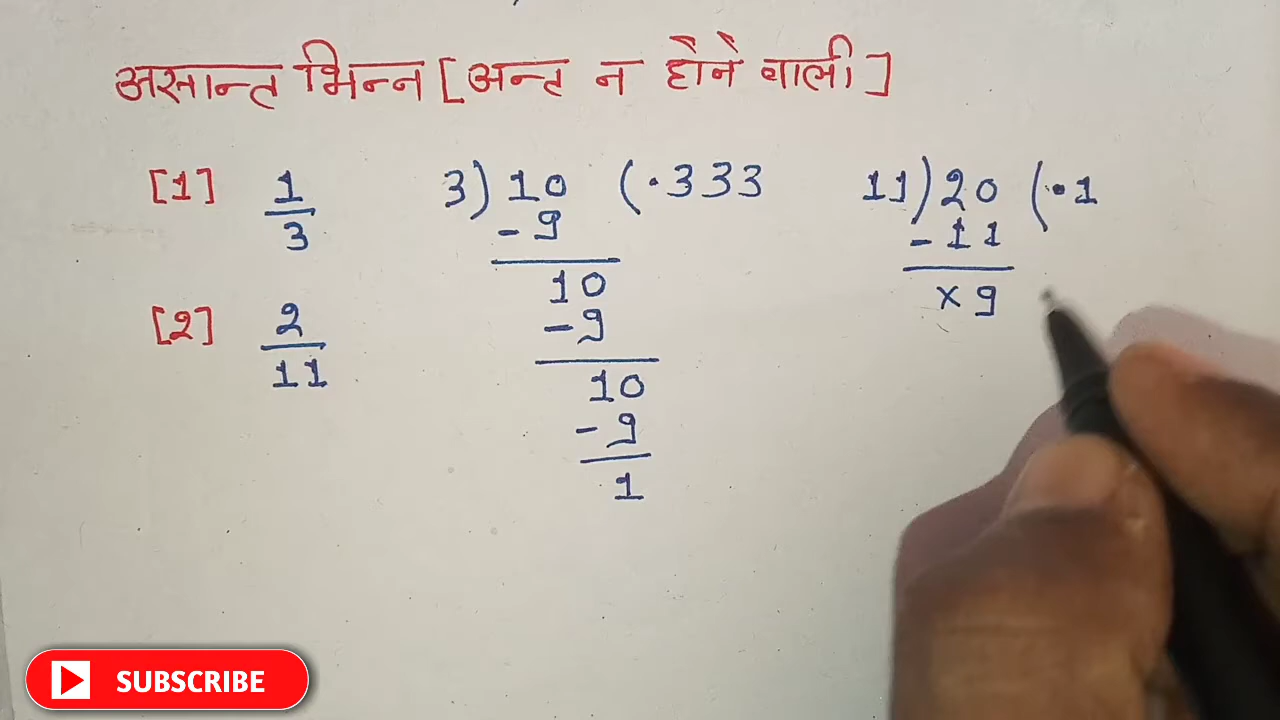 असान्त भिन्न [अन्त न होने वाली]
[1] 1/3
3) 10 (.333
- 9
10
- 9
10
- 9
1
[2] 2/11
11) 20 (.1
- 11
x 9
SUBSCRIBE